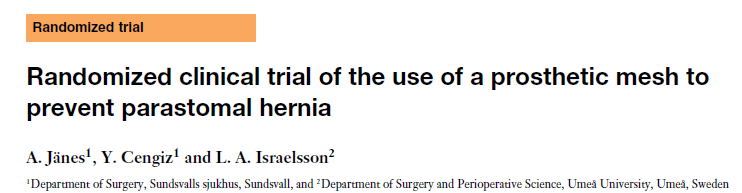 Randomized trial
Randomized clinical trial of the use of a prosthetic mesh to
prevent parastomal hernia
A. Jänes¹, Y. Cengiz¹ and L. A. Israelsson²
¹Department of Surgery, Sundsvalls sjukhus, Sundsvall, and ²Department of Surgery and Perioperative Science, Umeå University, Umeå, Sweden